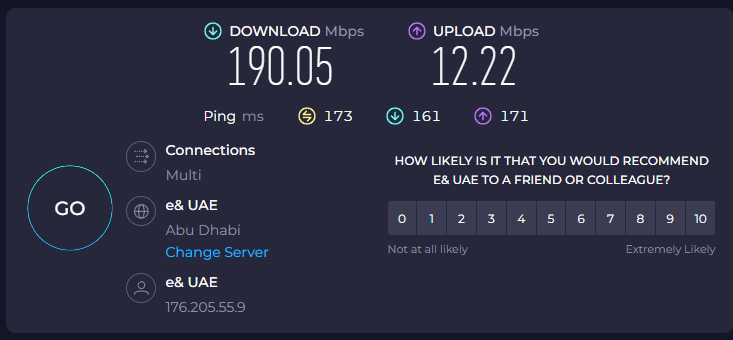 DOWNLOAD Mbps
190.05
UPLOAD Mbps
12.22
Ping ms 173 161 171
GO
Connections
Multi
e& UAE
Abu Dhabi
Change Server
e& UAE
176.205.55.9
HOW LIKELY IS IT THAT YOU WOULD RECOMMEND
E& UAE TO A FRIEND OR COLLEAGUE?
0 1 2 3 4 5 6 7 8 9 10
Not at all likely Extremely Likely